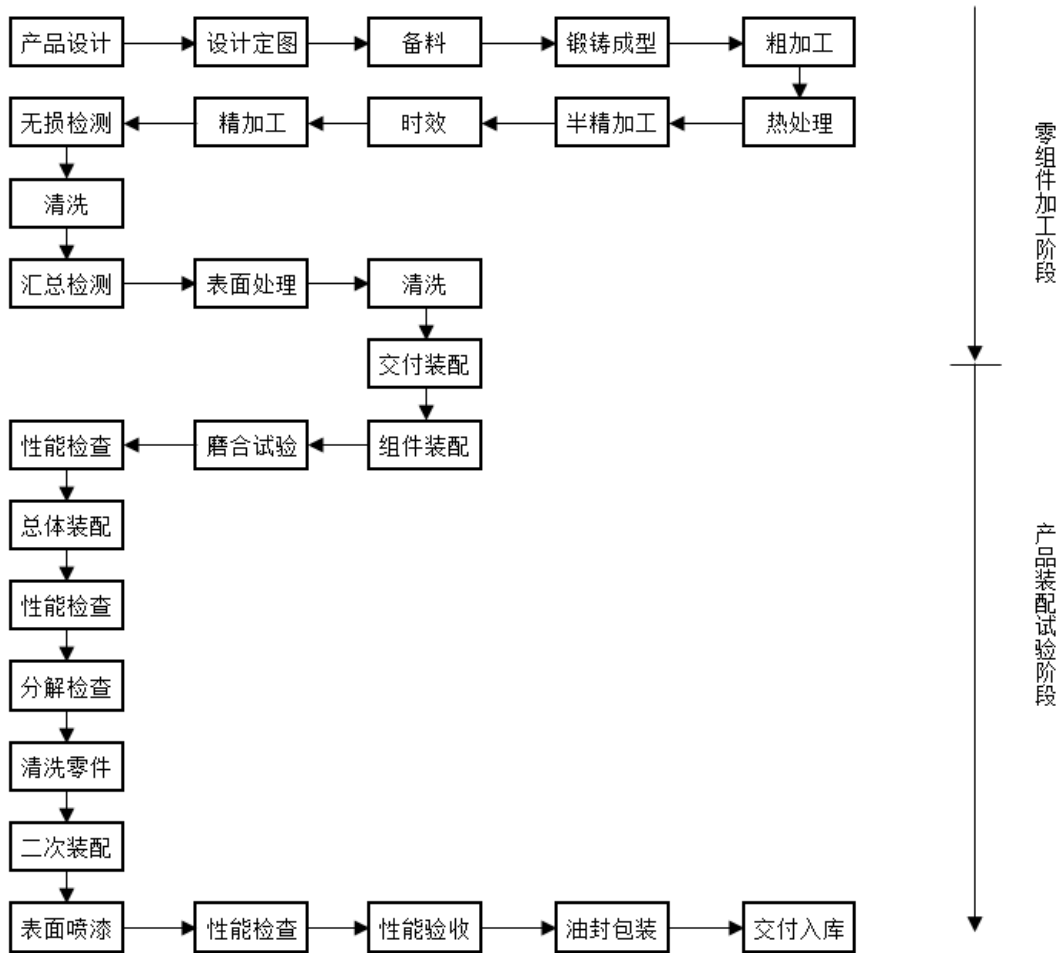 产品设计
设计定图
备料
锻铸成型
粗加工
无损检测
精加工
时效
半精加工
热处理
清洗
汇总检测
表面处理
清洗
交付装配
性能检查
磨合试验
组件装配
总体装配
性能检查
分解检查
清洗零件
二次装配
表面喷漆
性能检查
性能验收
油封包装
交付入库
零组件加工阶段
产品装配试验阶段